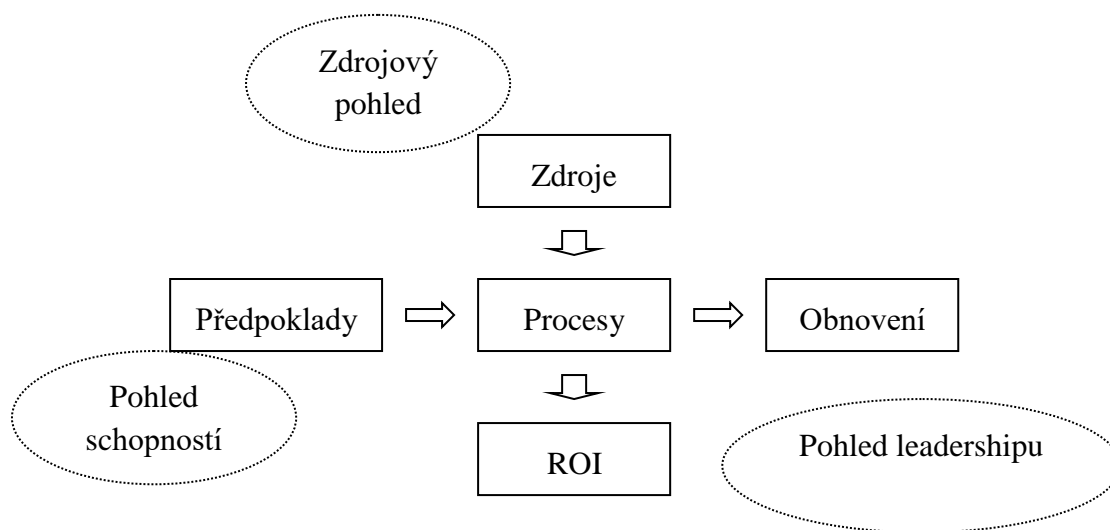 Zdrojový
pohled
Zdroje
Předpoklady
Procesy
Obnovení
Pohled
schopností
ROI
Pohled leadershipu